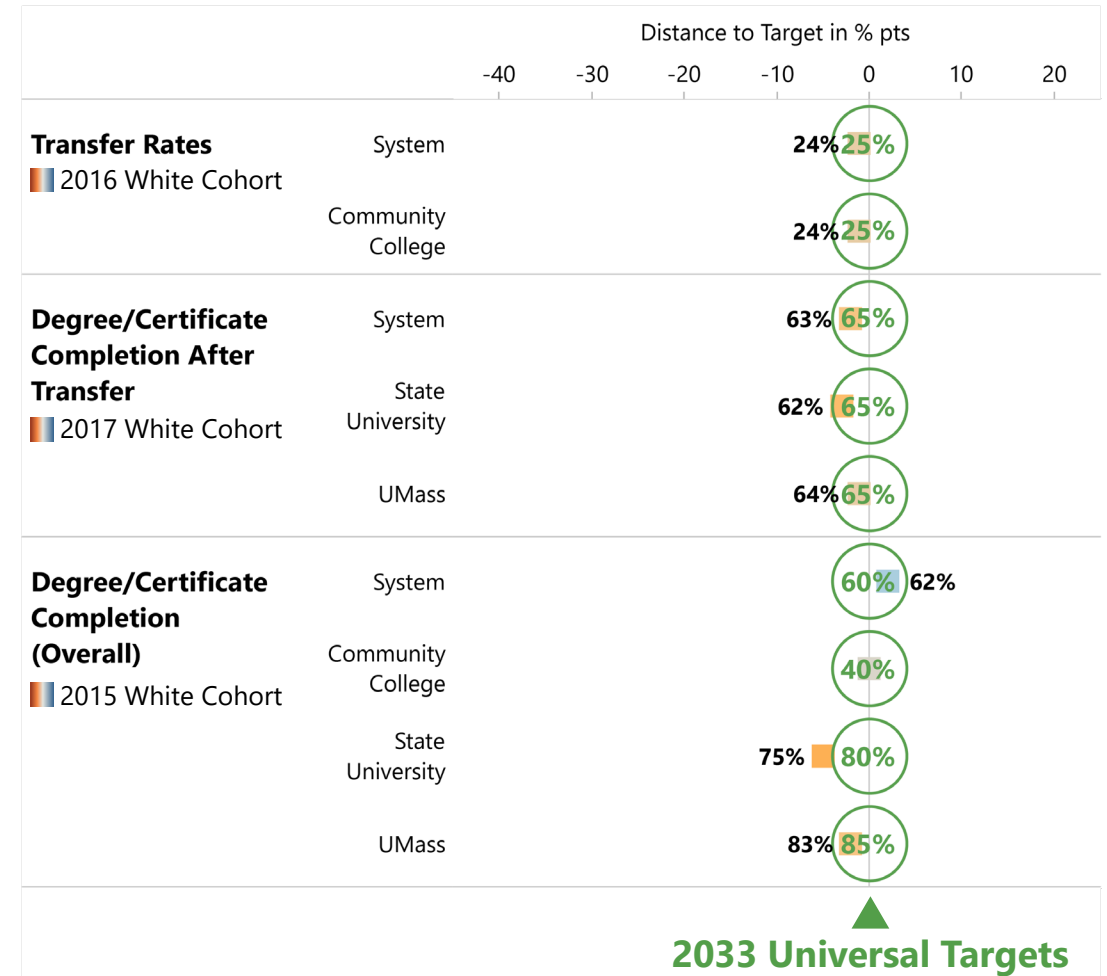 Distance to Target in % pts
-40 -30 -20 -10 0 10 20
Transfer Rates
2016 White Cohort
System
24% 25%
Community
College
24% 25%
Degree/Certificate
Completion After
Transfer
2017 White Cohort
System
63% 65%
State
University
62% 65%
UMass
64% 65%
Degree/Certificate
Completion
(Overall)
2015 White Cohort
System
60% 62%
Community
College
40%
State
University
75% 80%
UMass
83% 85%
2033 Universal Targets